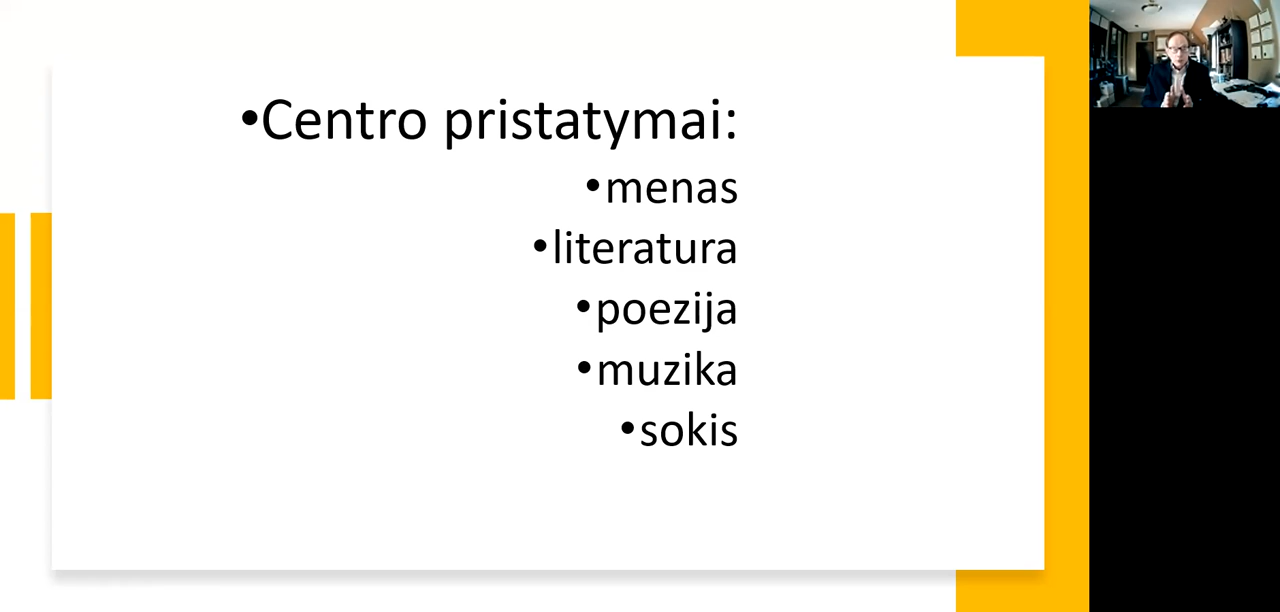 •Centro pristatymai:
•menas
•literatura
•poezija
•muzika
•sokis